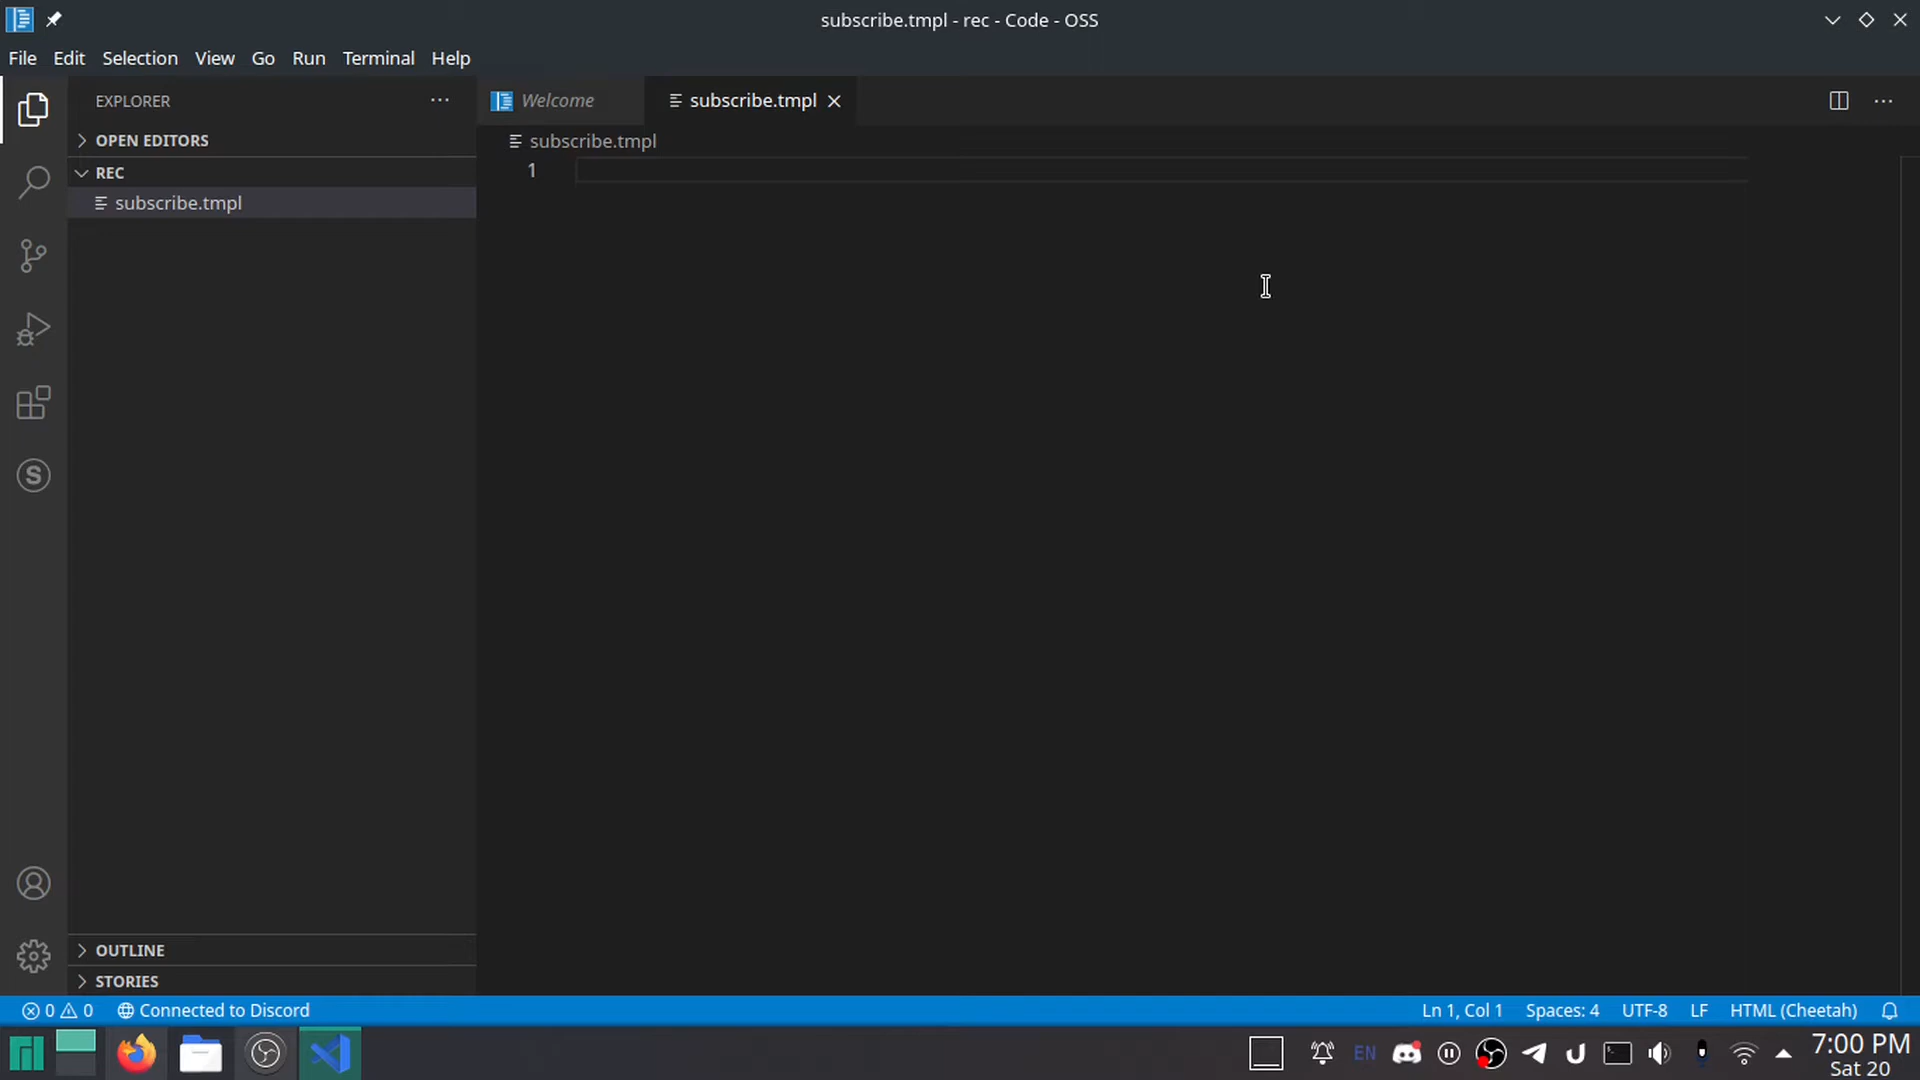 subscribe.tmpl - rec - Code - OSS
File Edit Selection View Go Run Terminal Help
EXPLORER
Welcome
subscribe.tmpl
OPEN EDITORS
subscribe.tmpl
1
REC
subscribe.tmpl
OUTLINE
STORIES
0 0 Connected to Discord
Ln 1, Col 1 Spaces: 4 UTF-8 LF HTML (Cheetah)
EN
7:00 PM
Sat 20